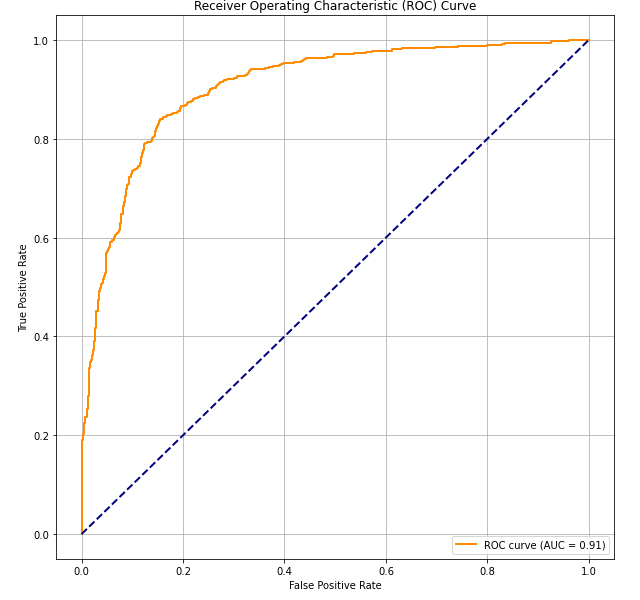 Receiver Operating Characteristic (ROC) Curve
True Positive Rate
1.0
0.8
0.6
0.4
0.2
0.0
0.0 0.2 0.4 0.6 0.8 1.0
False Positive Rate
ROC curve (AUC = 0.91)